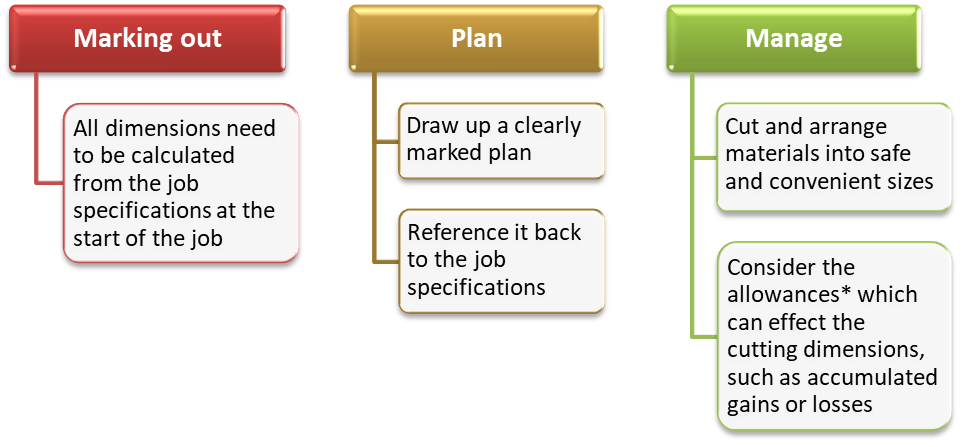 Marking out
All dimensions need
to be calculated
from the job
specifications at the
start of the job
Plan
Draw up a clearly
marked plan
Reference it back
to the job
specifications
Manage
Cut and arrange
materials into safe
and convenient sizes
Consider the
allowances* which
can effect the
cutting dimensions,
such as accumulated
gains or losses